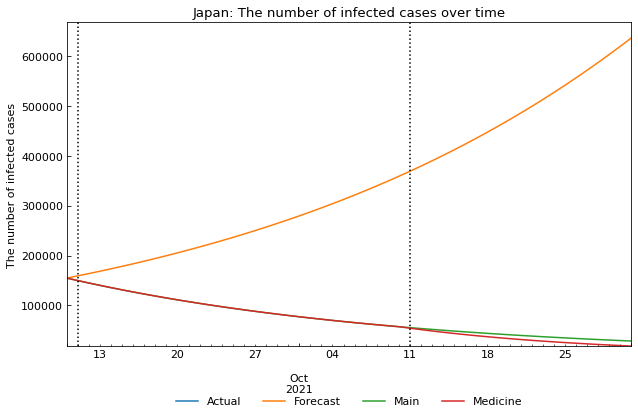 Japan: The number of infected cases over time
The number of infected cases
600000
500000
400000
300000
200000
100000
13 20 27 04 11 18 25
Oct
2021
Actual Forecast Main Medicine